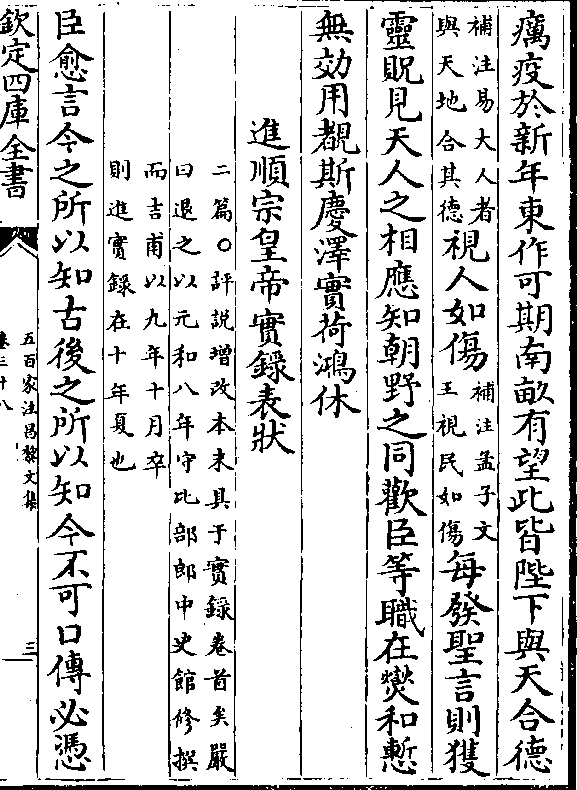 癘疫於新年東作可期南畝有望此皆陛下與天合德
補注易大人者
與天地合其德
視人如傷
補注孟子文
王視民如傷
每發聖言則獲
靈貺見天人之相應知朝野之同歡臣等職在爕和慙
無効用覩斯慶澤實荷鴻休
進順宗皇帝實錄表狀
二篇○評說增改本末具于實錄卷首矣嚴
曰退之以元和八年守比部郎中史館修撰
而吉甫以九年十月卒
則進實錄在十年夏也
臣愈言今之所以知古後之所以知今不可口傳必憑
欽定四庫全書
五百家注昌黎文集
卷三十八
三